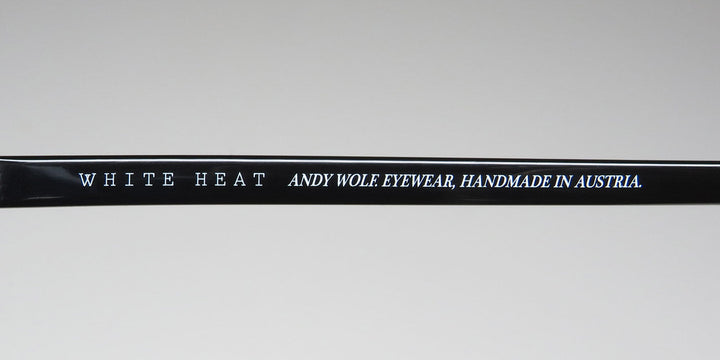 WHITE HEAT ANDY WOLF. EYEWEAR, HANDMADE IN AUSTRIA.